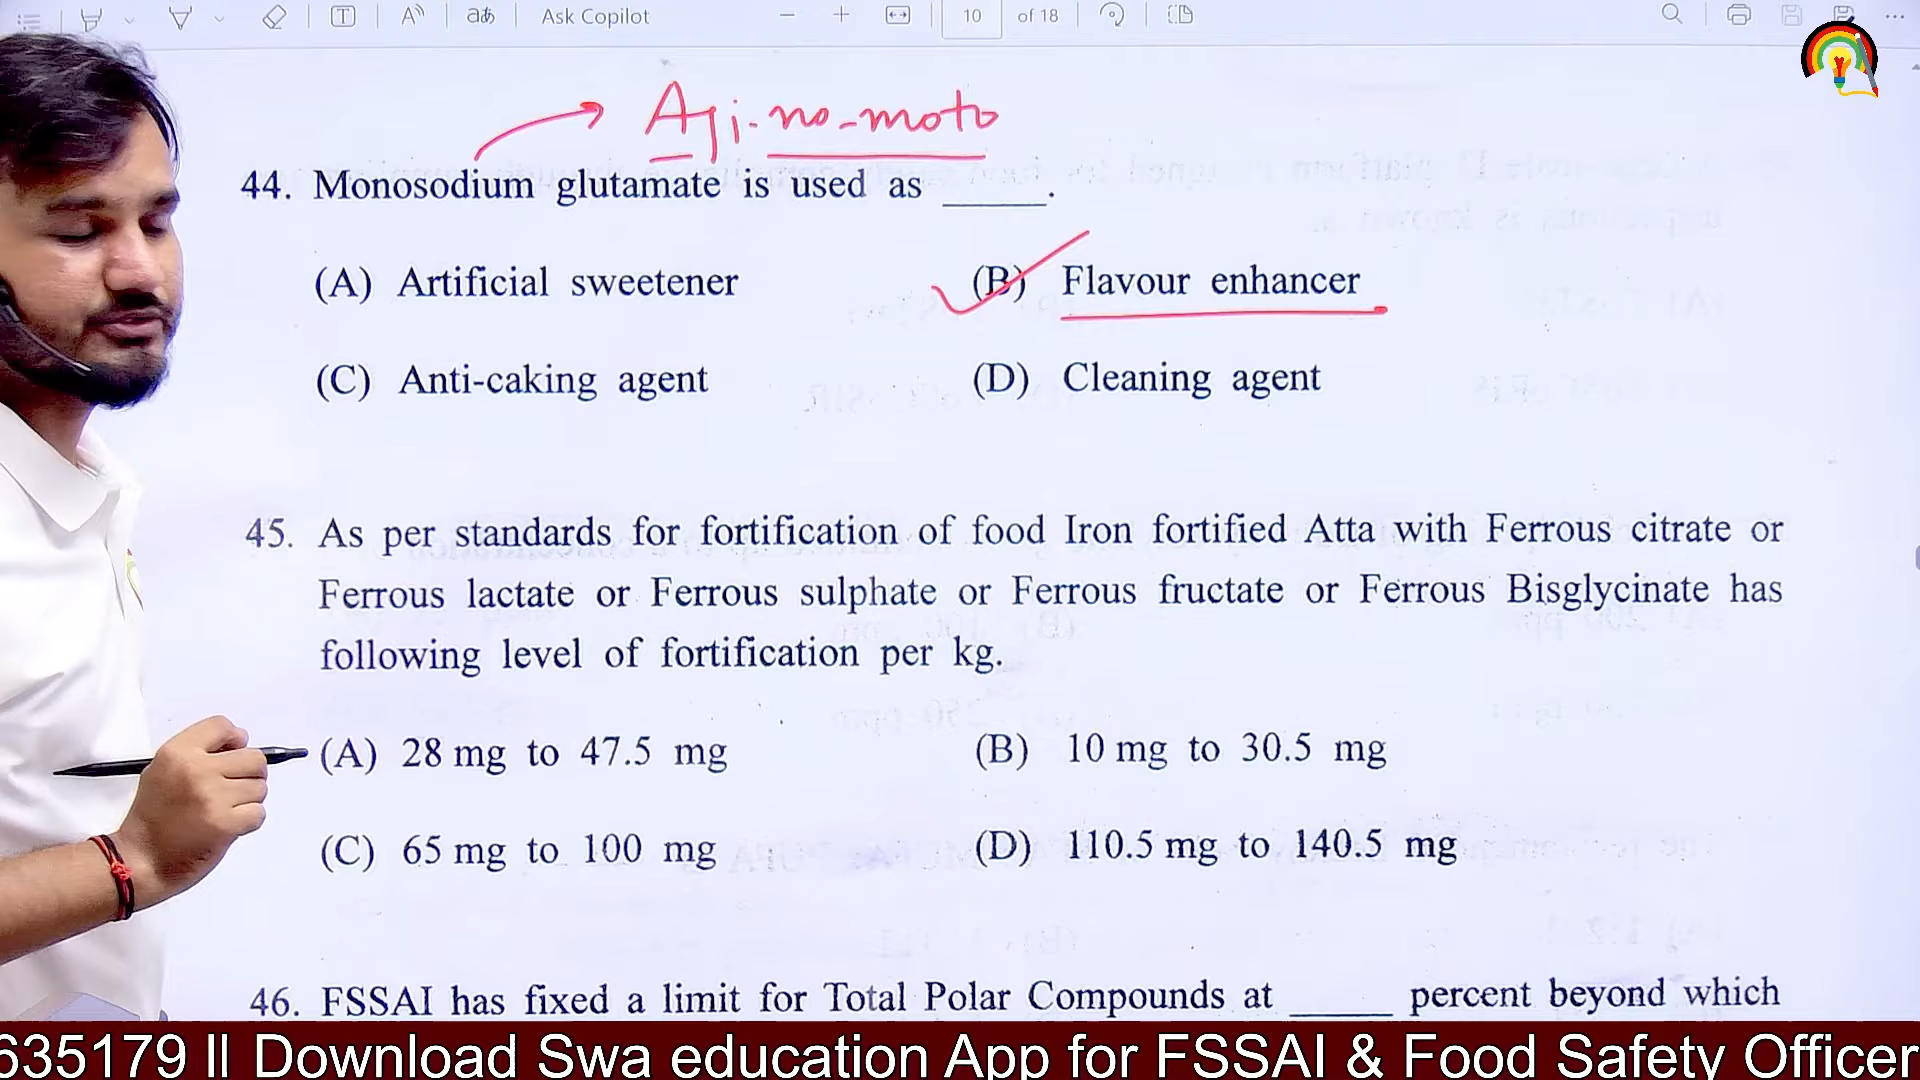 10 of 18
Ask Copilot
Aji-no-moto
44. Monosodium glutamate is used as _____.
(A) Artificial sweetener (B) Flavour enhancer
(C) Anti-caking agent (D) Cleaning agent
45. As per standards for fortification of food Iron fortified Atta with Ferrous citrate or
Ferrous lactate or Ferrous sulphate or Ferrous fructate or Ferrous Bisglycinate has
following level of fortification per kg.
(A) 28 mg to 47.5 mg (B) 10 mg to 30.5 mg
(C) 65 mg to 100 mg (D) 110.5 mg to 140.5 mg
46. FSSAI has fixed a limit for Total Polar Compounds at _____ percent beyond which
635179 ll Download Swa education App for FSSAI & Food Safety Officer